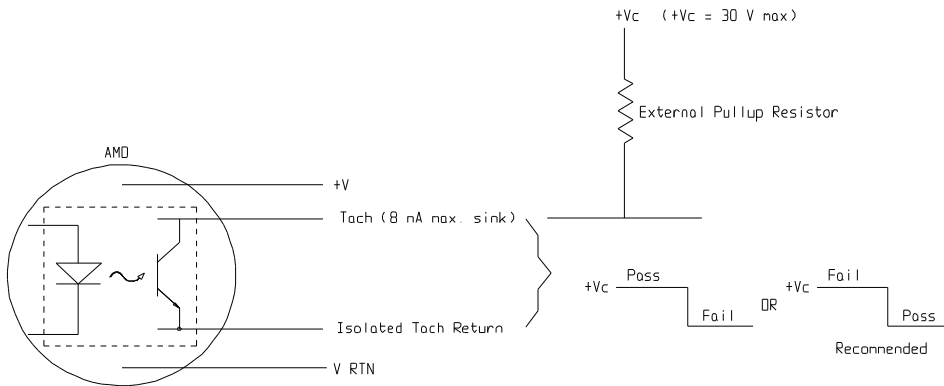 +Vc (+Vc = 30 V max)
External Pullup Resistor
AMD
+V
Tach (8 nA max. sink)
+Vc Pass
Fail
OR
+Vc Fail
Pass
Isolated Tach Return
Recommended
V RTN